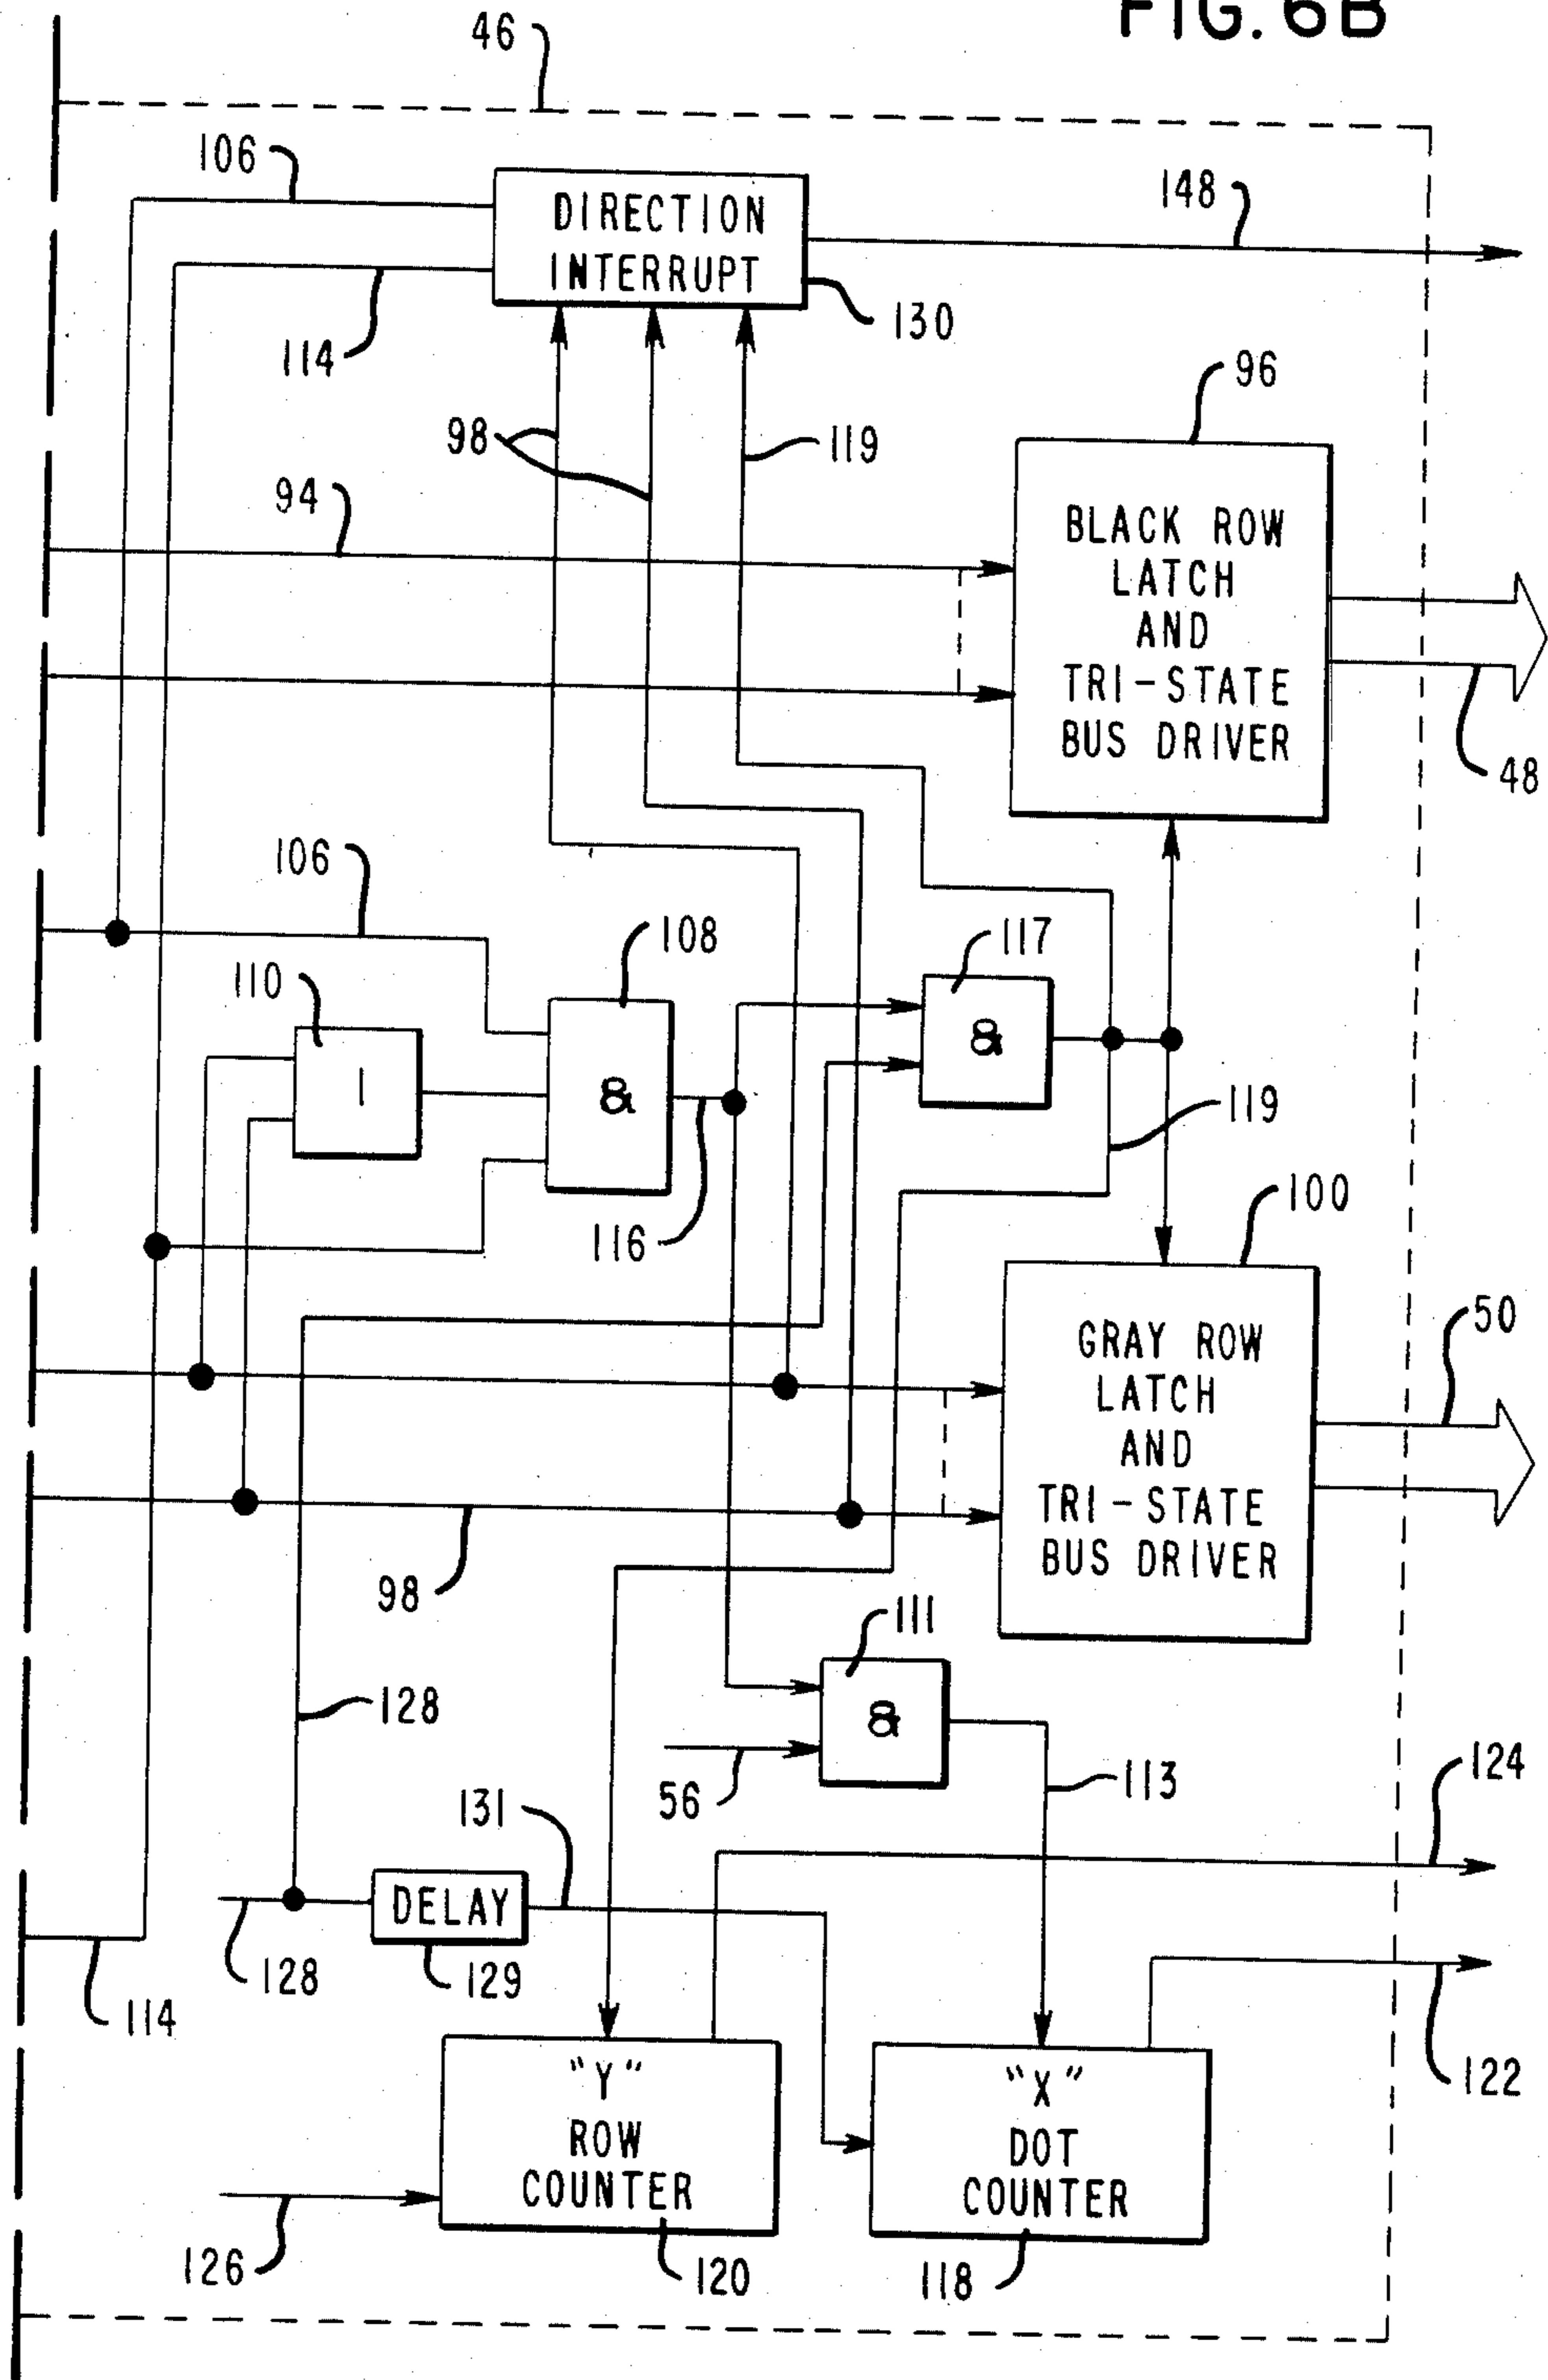 FIG. 6B
46
106
148
DIRECTION
INTERRUPT
130
114
96
98
119
94
BLACK ROW
LATCH
AND
TRI-STATE
BUS DRIVER
48
106
108
117
110
&
1
&
119
116
100
50
GRAY ROW
LATCH
AND
TRI-STATE
BUS DRIVER
98
111
128
&
124
56
113
131
DELAY
128
129
114
122
"Y"
ROW
COUNTER
"X"
DOT
COUNTER
126
120
118